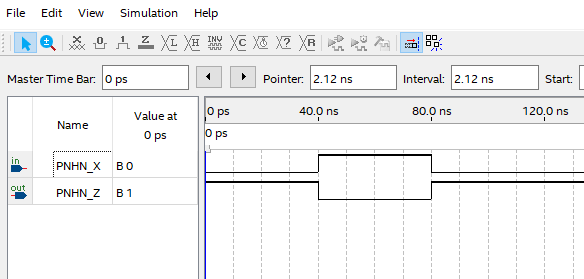 File Edit View Simulation Help
Master Time Bar: 0 ps Pointer: 2.12 ns Interval: 2.12 ns Start:
Name Value at 0 ps
0 ps 40.0 ns 80.0 ns 120.0 ns
0 ps
in PNHN_X B 0
out PNHN_Z B 1